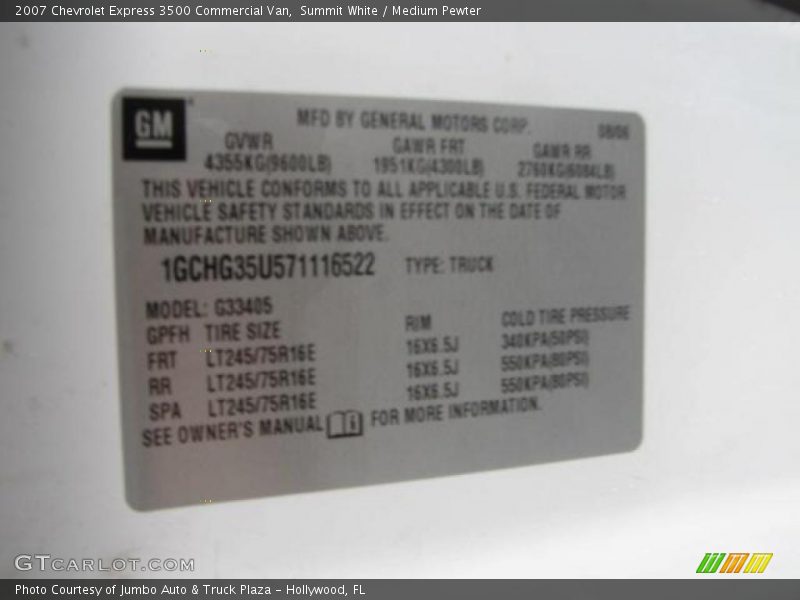 2007 Chevrolet Express 3500 Commercial Van,  Summit White / Medium Pewter
GM
MFD BY GENERAL MOTORS CORP.
08/06
GVWR GAWR FRT GAWR RR
4355KG(9600LB) 1951KG(4300LB) 2760KG(6084LB)
THIS VEHICLE CONFORMS TO ALL APPLICABLE U.S. FEDERAL MOTOR
VEHICLE SAFETY STANDARDS IN EFFECT ON THE DATE OF
MANUFACTURE SHOWN ABOVE.
1GCHG35U571116522 TYPE: TRUCK
MODEL: G33405
GPFH TIRE SIZE RIM COLD TIRE PRESSURE
FRT LT245/75R16E 16X6.5J 340KPA(50PSI)
RR LT245/75R16E 16X6.5J 550KPA(80PSI)
SPA LT245/75R16E 16X6.5J 550KPA(80PSI)
SEE OWNER'S MANUAL FOR MORE INFORMATION.
GTCARLOT.COM
Photo Courtesy of Jumbo Auto & Truck Plaza - Hollywood, FL